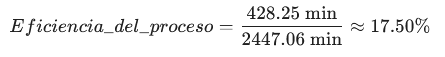 Eficiencia_del_proceso = 428.25 min / 2447.06 min ≈ 17.50%